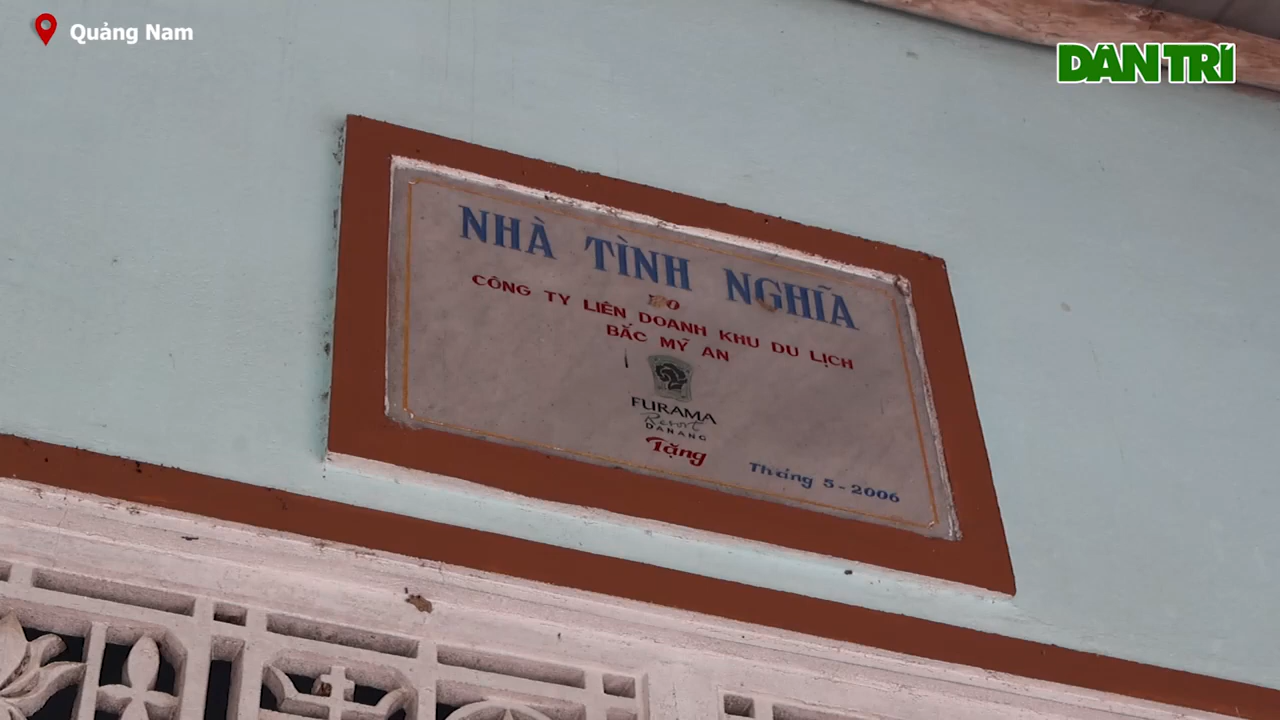 Quảng Nam
DÂN TRÍ
NHÀ TÌNH NGHĨA
DO
CÔNG TY LIÊN DOANH KHU DU LỊCH
BẮC MỸ AN
FURAMA
Resort
DANANG
Tặng
Tháng 5-2006